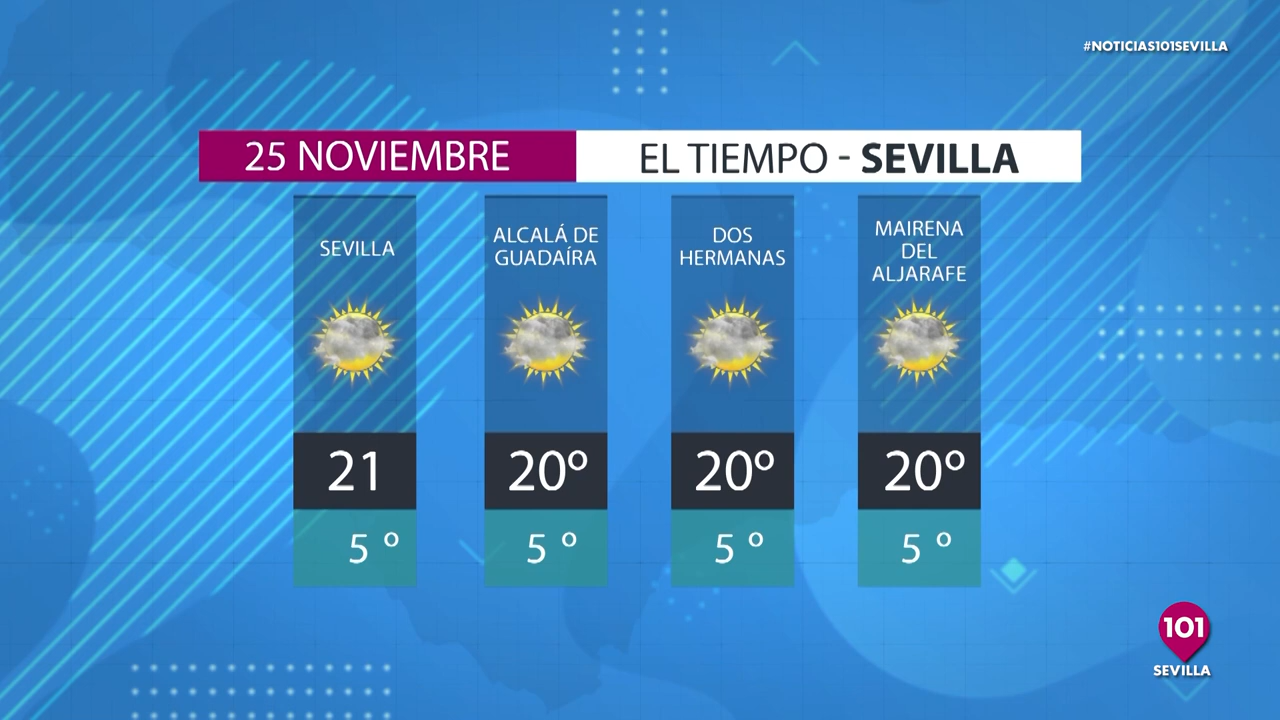 #NOTICIAS101SEVILLA
25 NOVIEMBRE
EL TIEMPO - SEVILLA
SEVILLA
21
5 º
ALCALÁ DE
GUADAÍRA
20º
5 º
DOS
HERMANAS
20º
5 º
MAIRENA
DEL
ALJARAFE
20º
5 º
101
SEVILLA